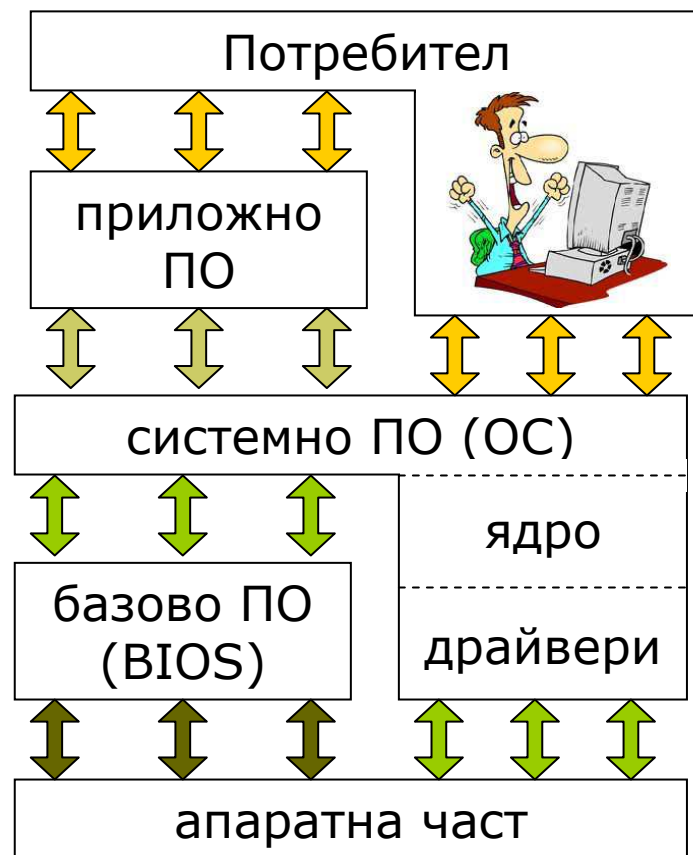 Потребител
приложно
ПО
системно ПО (ОС)
ядро
базово ПО
(BIOS)
драйвери
апаратна част